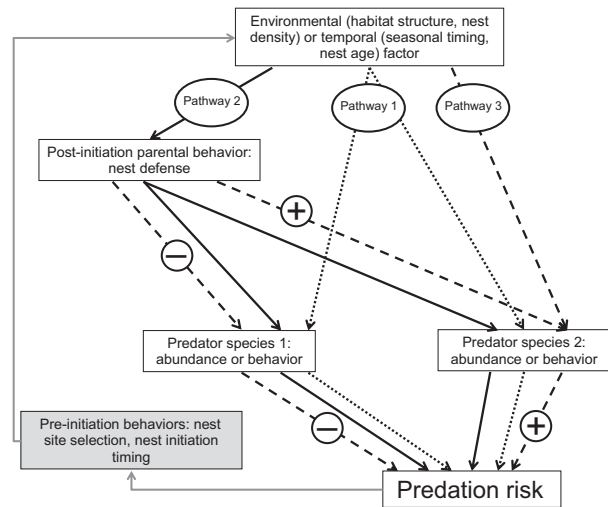 Environmental (habitat structure, nest
density) or temporal (seasonal timing,
nest age) factor
Pathway 2
Pathway 1
Pathway 3
Post-initiation parental behavior:
nest defense
+
−
Predator species 1:
abundance or behavior
Predator species 2:
abundance or behavior
Pre-initiation behaviors: nest
site selection, nest initiation
timing
−
+
Predation risk